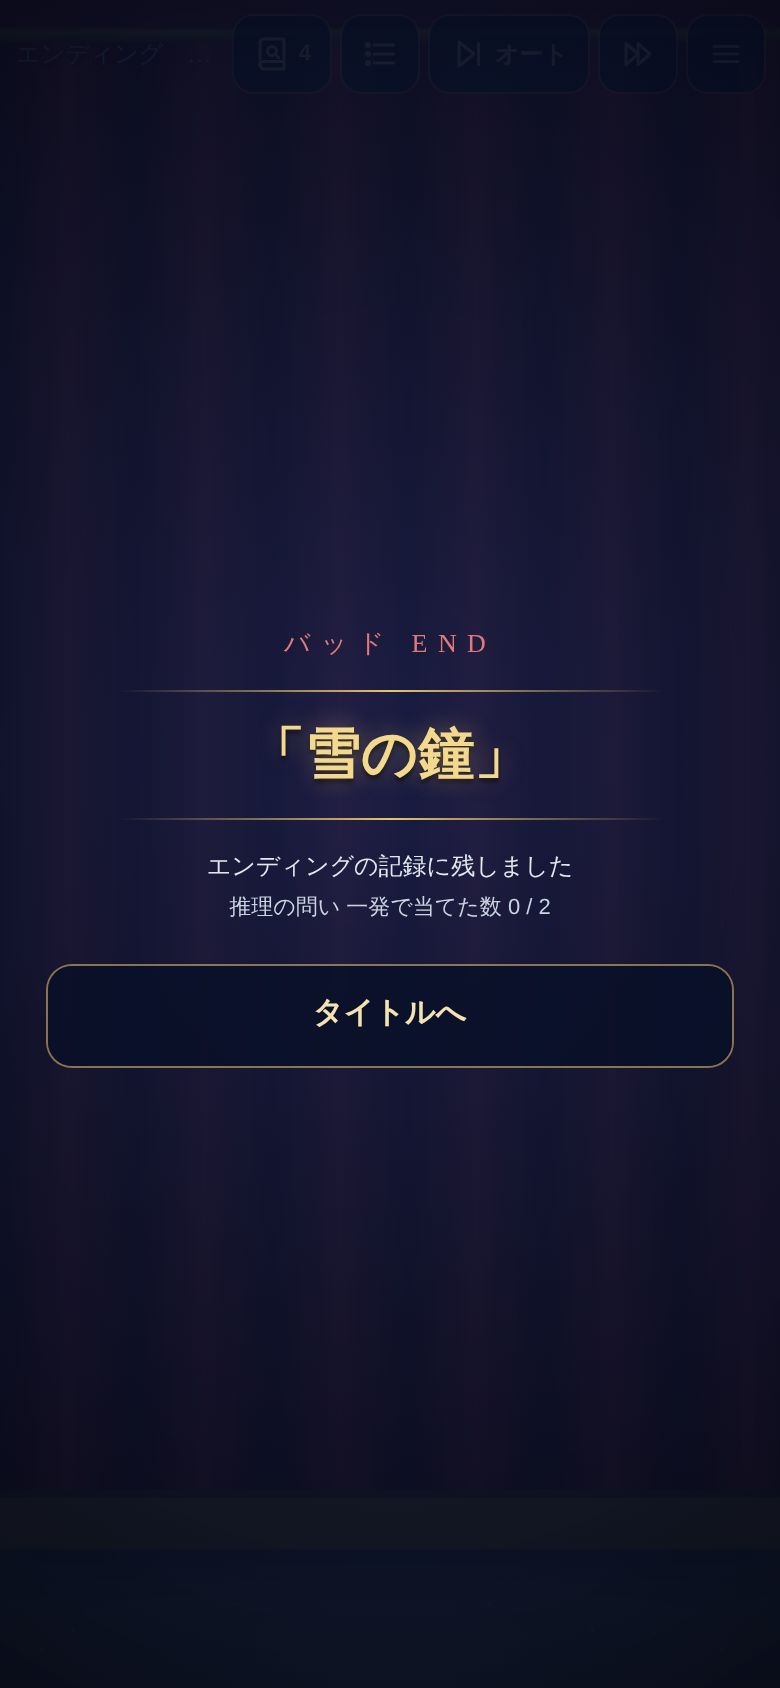 エンディング …
4
オート
バッド END
「雪の鐘」
エンディングの記録に残しました
推理の問い 一発で当てた数 0 / 2
タイトルへ